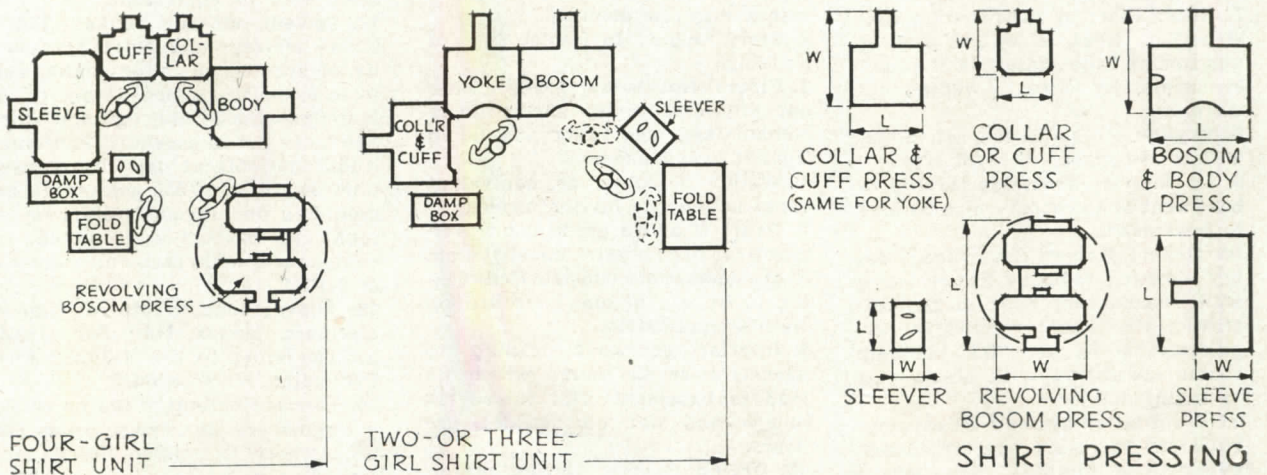 CUFF
COL-
LAR
SLEEVE
BODY
DAMP
BOX
FOLD
TABLE
REVOLVING
BOSOM PRESS
FOUR-GIRL
SHIRT UNIT
YOKE
BOSOM
SLEEVER
COLL'R
&
CUFF
DAMP
BOX
FOLD
TABLE
TWO-OR THREE-
GIRL SHIRT UNIT
W
L
COLLAR &
CUFF PRESS
(SAME FOR YOKE)
W
L
COLLAR
OR CUFF
PRESS
W
L
BOSOM
& BODY
PRESS
L
W
SLEEVER
L
W
REVOLVING
BOSOM PRESS
L
W
SLEEVE
PRESS
SHIRT PRESSING